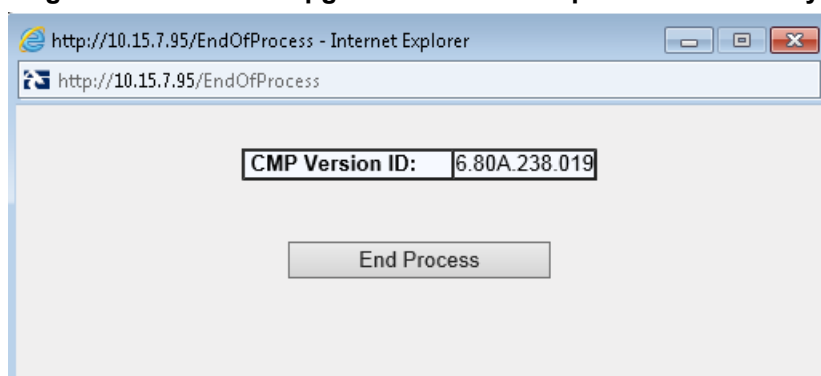 http://10.15.7.95/EndOfProcess - Internet Explorer
http://10.15.7.95/EndOfProcess
CMP Version ID: 6.80A.238.019
End Process